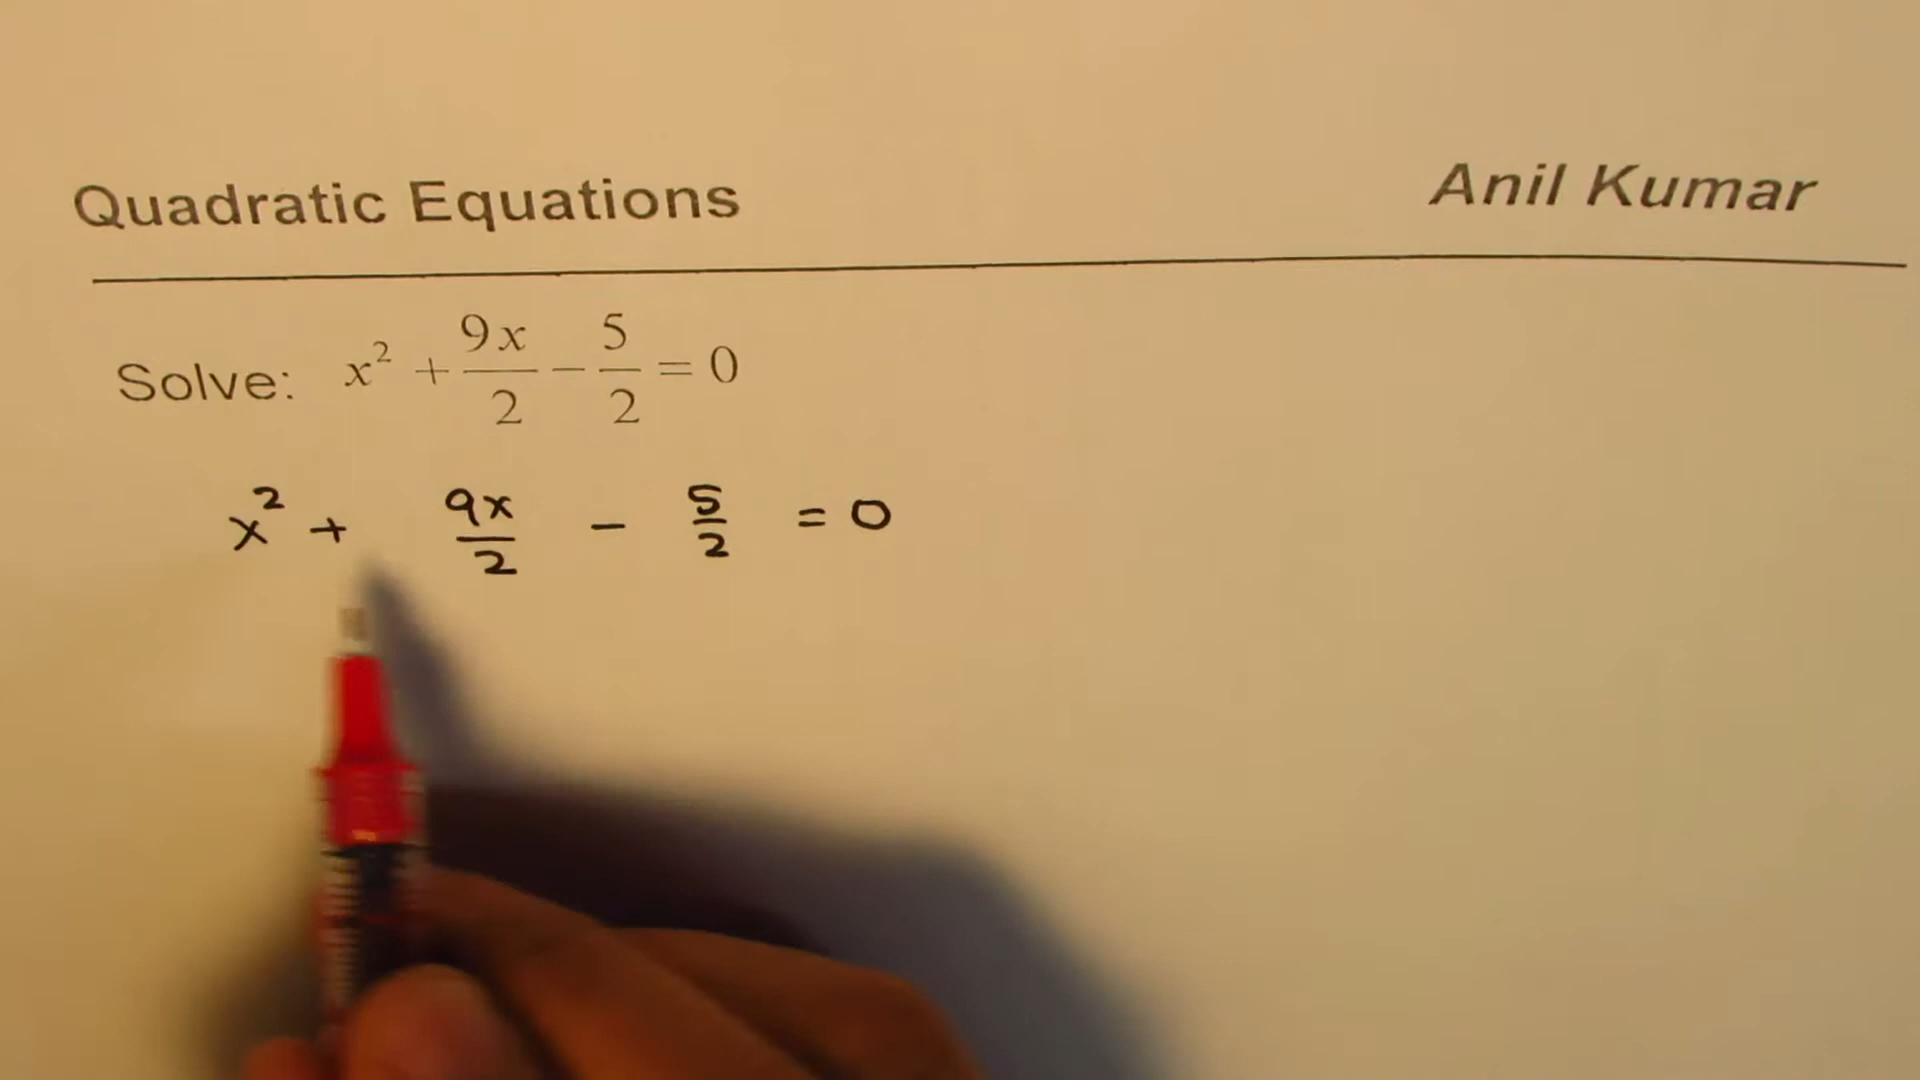 Quadratic Equations Anil Kumar
Solve: x² + 9x/2 − 5/2 = 0
x² + 9x/2 − 5/2 = 0